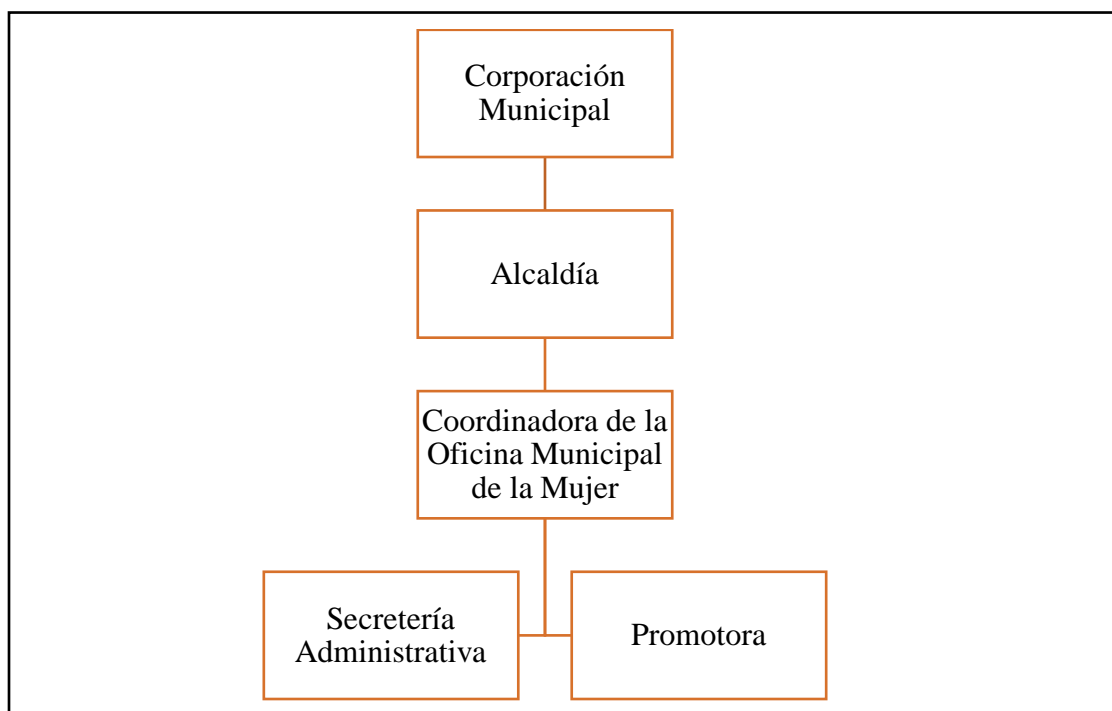 Corporación
Municipal
Alcaldía
Coordinadora de la
Oficina Municipal
de la Mujer
Secretería
Administrativa
Promotora